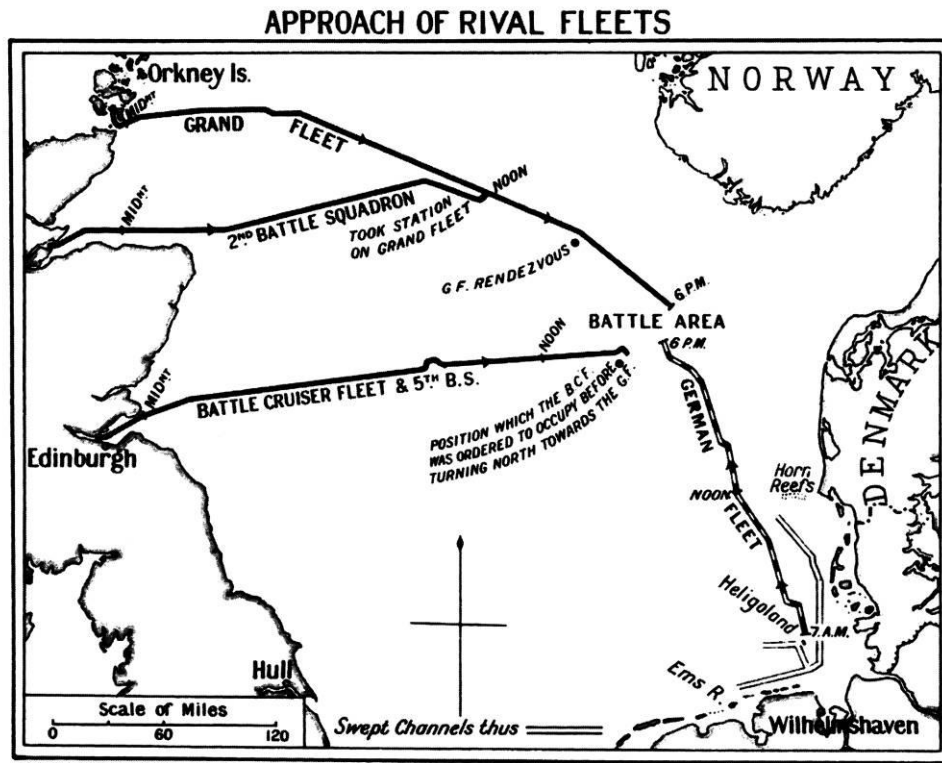 APPROACH OF RIVAL FLEETS
Orkney Is.
MIDNT
GRAND FLEET
NORWAY
NOON
MIDNT
2ND BATTLE SQUADRON
TOOK STATION
ON GRAND FLEET
G.F. RENDEZVOUS
6 P.M.
BATTLE AREA
6 P.M.
NOON
MIDNT
BATTLE CRUISER FLEET & 5TH B.S.
POSITION WHICH THE B.C.F.
WAS ORDERED TO OCCUPY BEFORE
TURNING NORTH TOWARDS THE G.F.
Edinburgh
GERMAN FLEET
NOON
DENMARK
Horn
Reefs
Heligoland
7 A.M.
Hull
Ems R.
Wilhelmshaven
Scale of Miles
0 60 120
Swept Channels thus